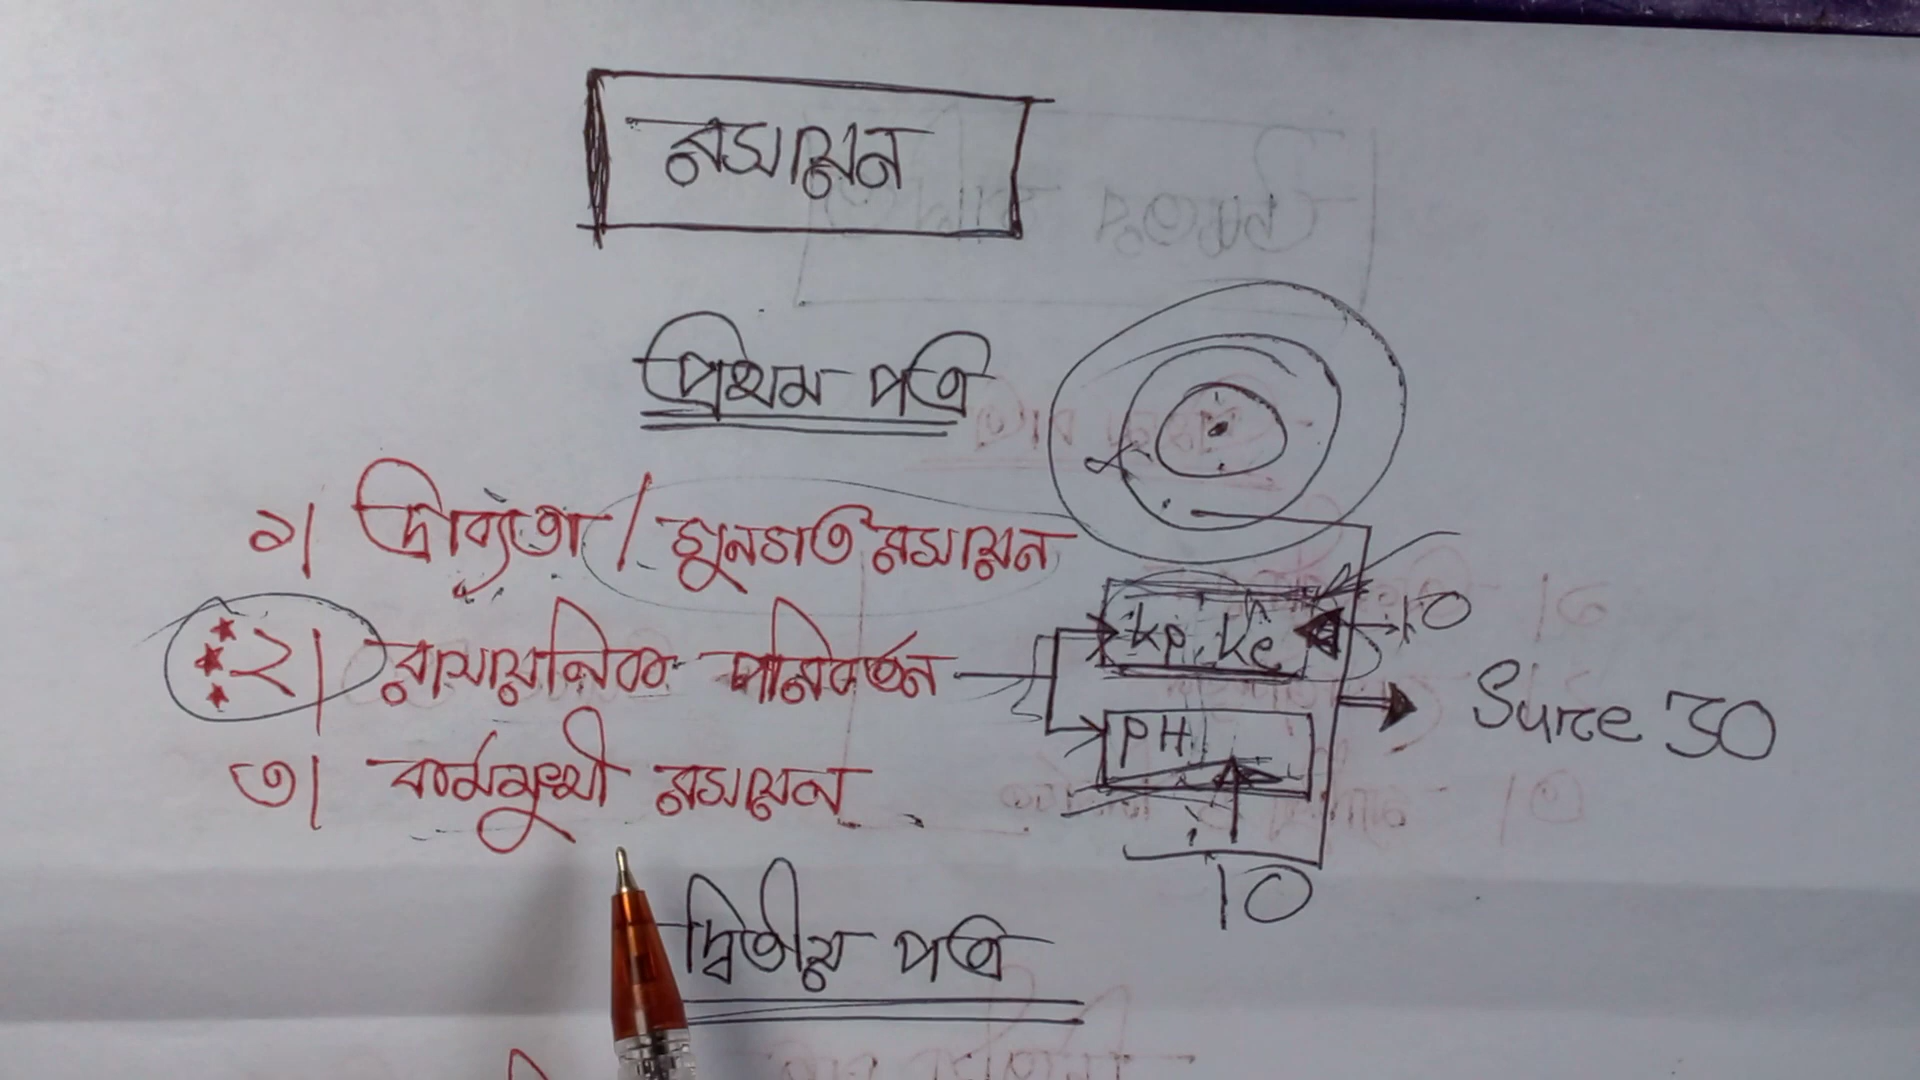 রসায়ন
প্রথম পত্র
১| দ্রাব্যতা / গুনগত রসায়ন
২| রাসায়নিক পরিবর্তন
Kp, Kc
10
PH
Sure 30
৩| কর্মমুখী রসায়ন
10
দ্বিতীয় পত্র